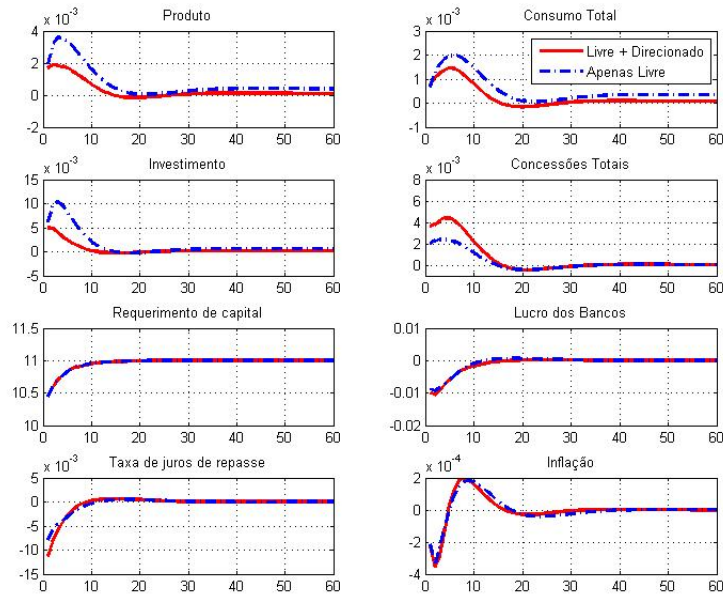 Produto
x 10⁻³
4
2
0
-2
0 10 20 30 40 50 60
Consumo Total
x 10⁻³
3
2
1
0
-1
0 10 20 30 40 50 60
Livre + Direcionado
Apenas Livre
Investimento
x 10⁻³
15
10
5
0
-5
0 10 20 30 40 50 60
Concessões Totais
x 10⁻³
8
6
4
2
0
0 10 20 30 40 50 60
Requerimento de capital
11.5
11
10.5
10
0 10 20 30 40 50 60
Lucro dos Bancos
0.01
0
-0.01
-0.02
0 10 20 30 40 50 60
Taxa de juros de repasse
x 10⁻³
5
0
-5
-10
-15
0 10 20 30 40 50 60
Inflação
x 10⁻⁴
2
0
-2
-4
0 10 20 30 40 50 60